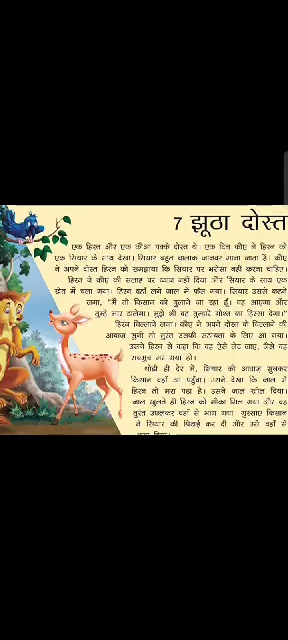 7 झूठा दोस्त
एक हिरन और एक कौआ पक्के दोस्त थे। एक दिन कौए ने हिरन को
एक सियार के साथ देखा। सियार बहुत चालाक जानवर माना जाता है। कौए
ने अपने दोस्त हिरन को समझाया कि सियार पर भरोसा नहीं करना चाहिए।
हिरन ने कौए की सलाह पर ध्यान नहीं दिया और सियार के साथ एक
खेत में चला गया। हिरन वहाँ लगे जाल में फँस गया। सियार उससे कहने
लगा, "मैं तो किसान को बुलाने जा रहा हूँ। वह आएगा और
तुम्हें मार डालेगा। मुझे भी वह तुम्हारे गोश्त का हिस्सा देगा।"
हिरन चिल्लाने लगा। कौए ने अपने दोस्त के चिल्लाने की
आवाज़ सुनी तो तुरंत उसकी सहायता के लिए आ गया।
उसने हिरन से कहा कि वह ऐसे लेट जाए, जैसे वह
सचमुच मर गया हो।
थोड़ी ही देर में, सियार की आवाज़ सुनकर
किसान वहाँ आ पहुँचा। उसने देखा कि जाल में
हिरन तो मरा पड़ा है। उसने जाल खोल दिया।
जाल खुलते ही हिरन को मौका मिल गया और वह
तुरंत उछलकर वहाँ से भाग गया। गुस्साए किसान
ने सियार की पिटाई कर दी और उसे वहाँ से